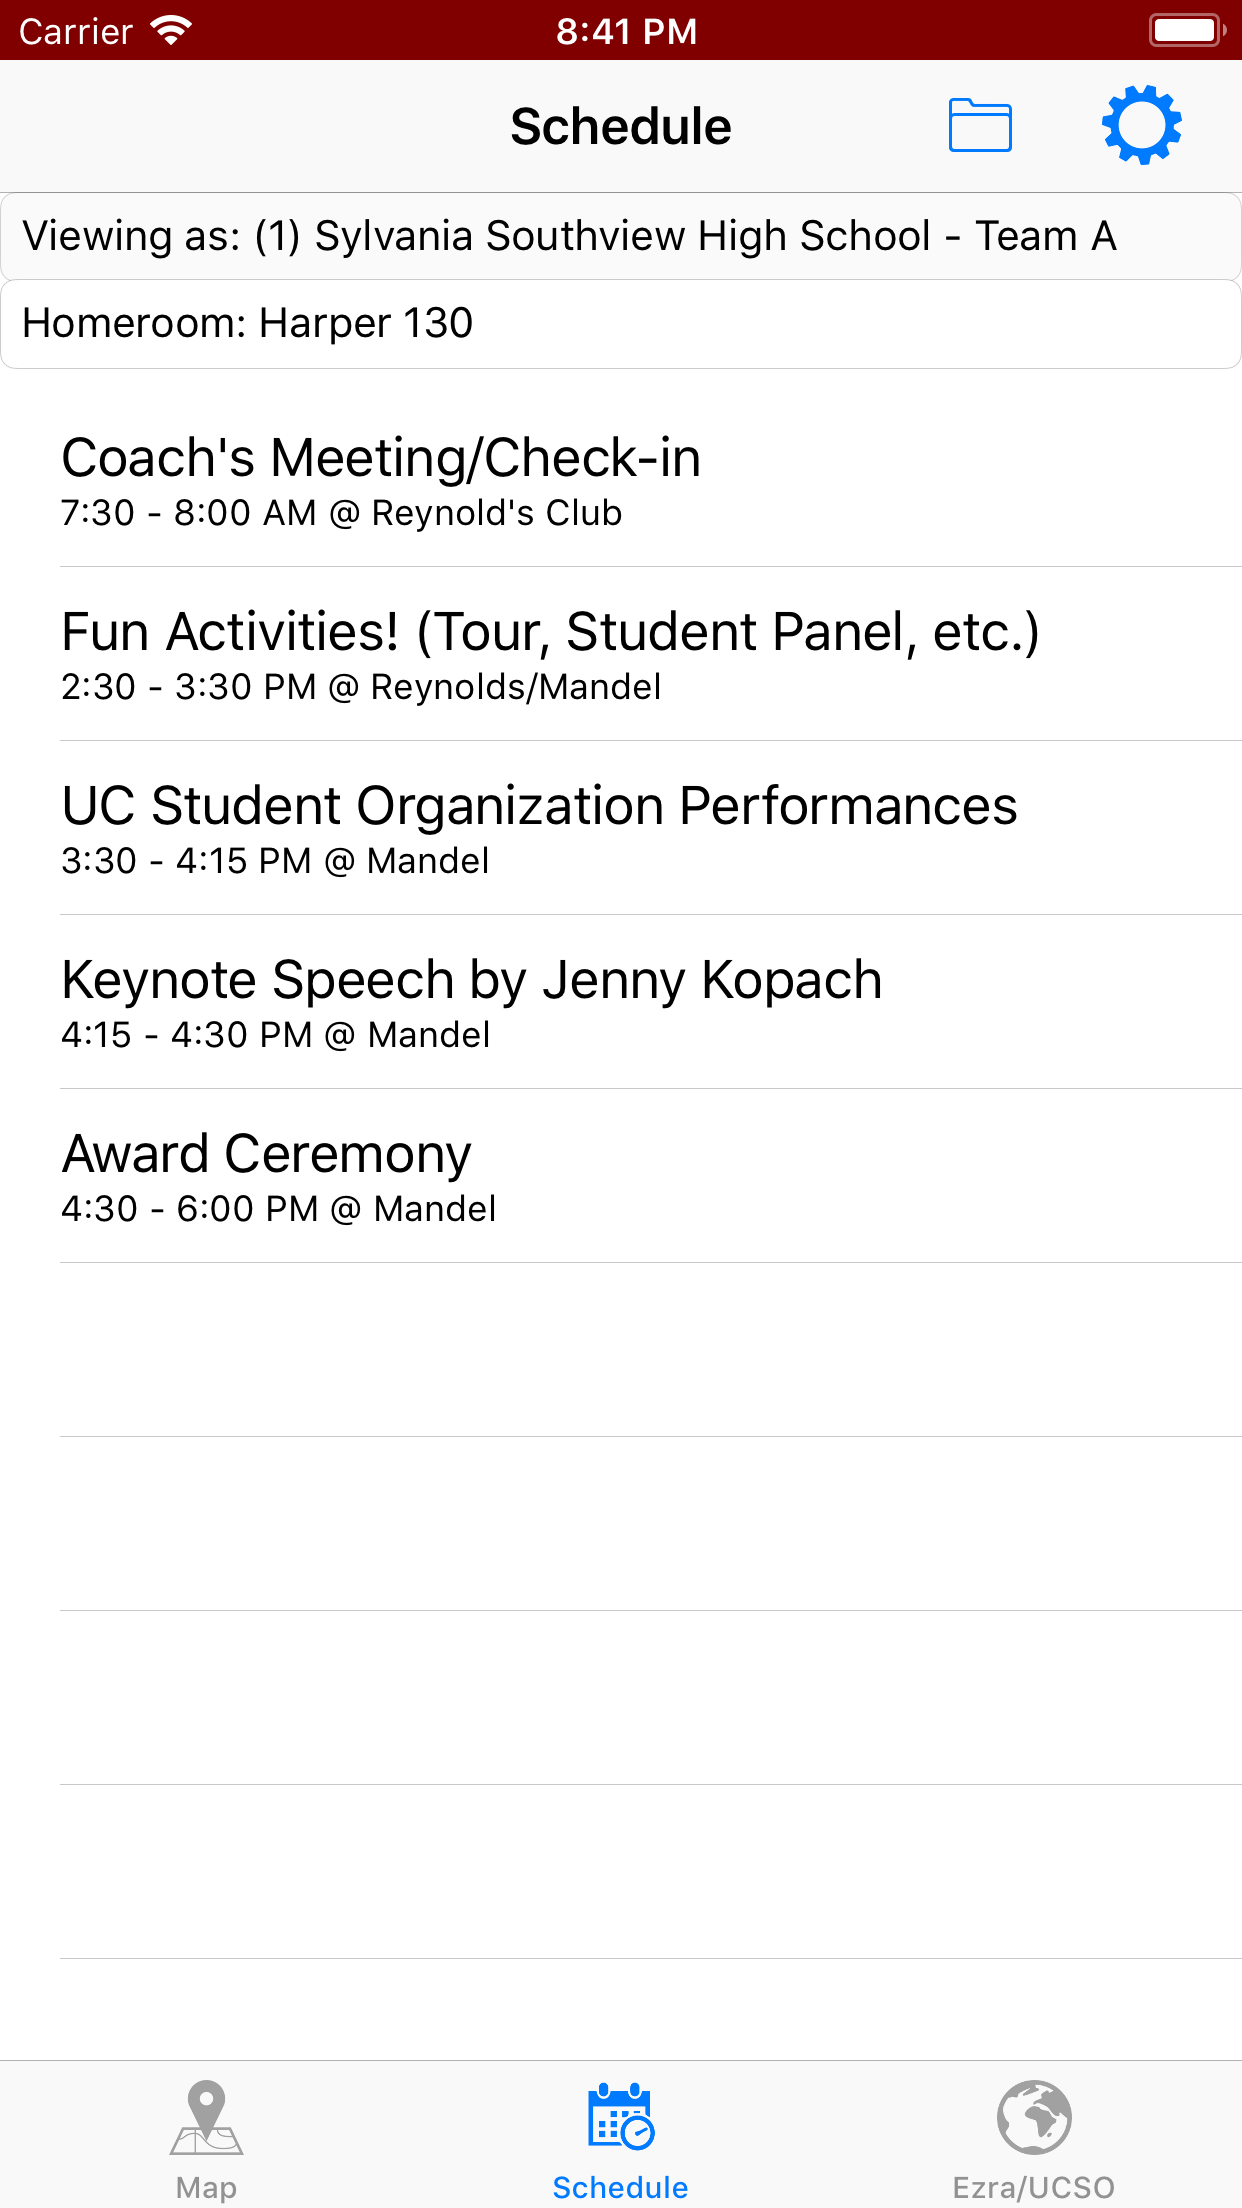 Carrier 8:41 PM
Schedule
Viewing as: (1) Sylvania Southview High School - Team A
Homeroom: Harper 130
Coach's Meeting/Check-in
7:30 - 8:00 AM @ Reynold's Club
Fun Activities! (Tour, Student Panel, etc.)
2:30 - 3:30 PM @ Reynolds/Mandel
UC Student Organization Performances
3:30 - 4:15 PM @ Mandel
Keynote Speech by Jenny Kopach
4:15 - 4:30 PM @ Mandel
Award Ceremony
4:30 - 6:00 PM @ Mandel
Map Schedule Ezra/UCSO